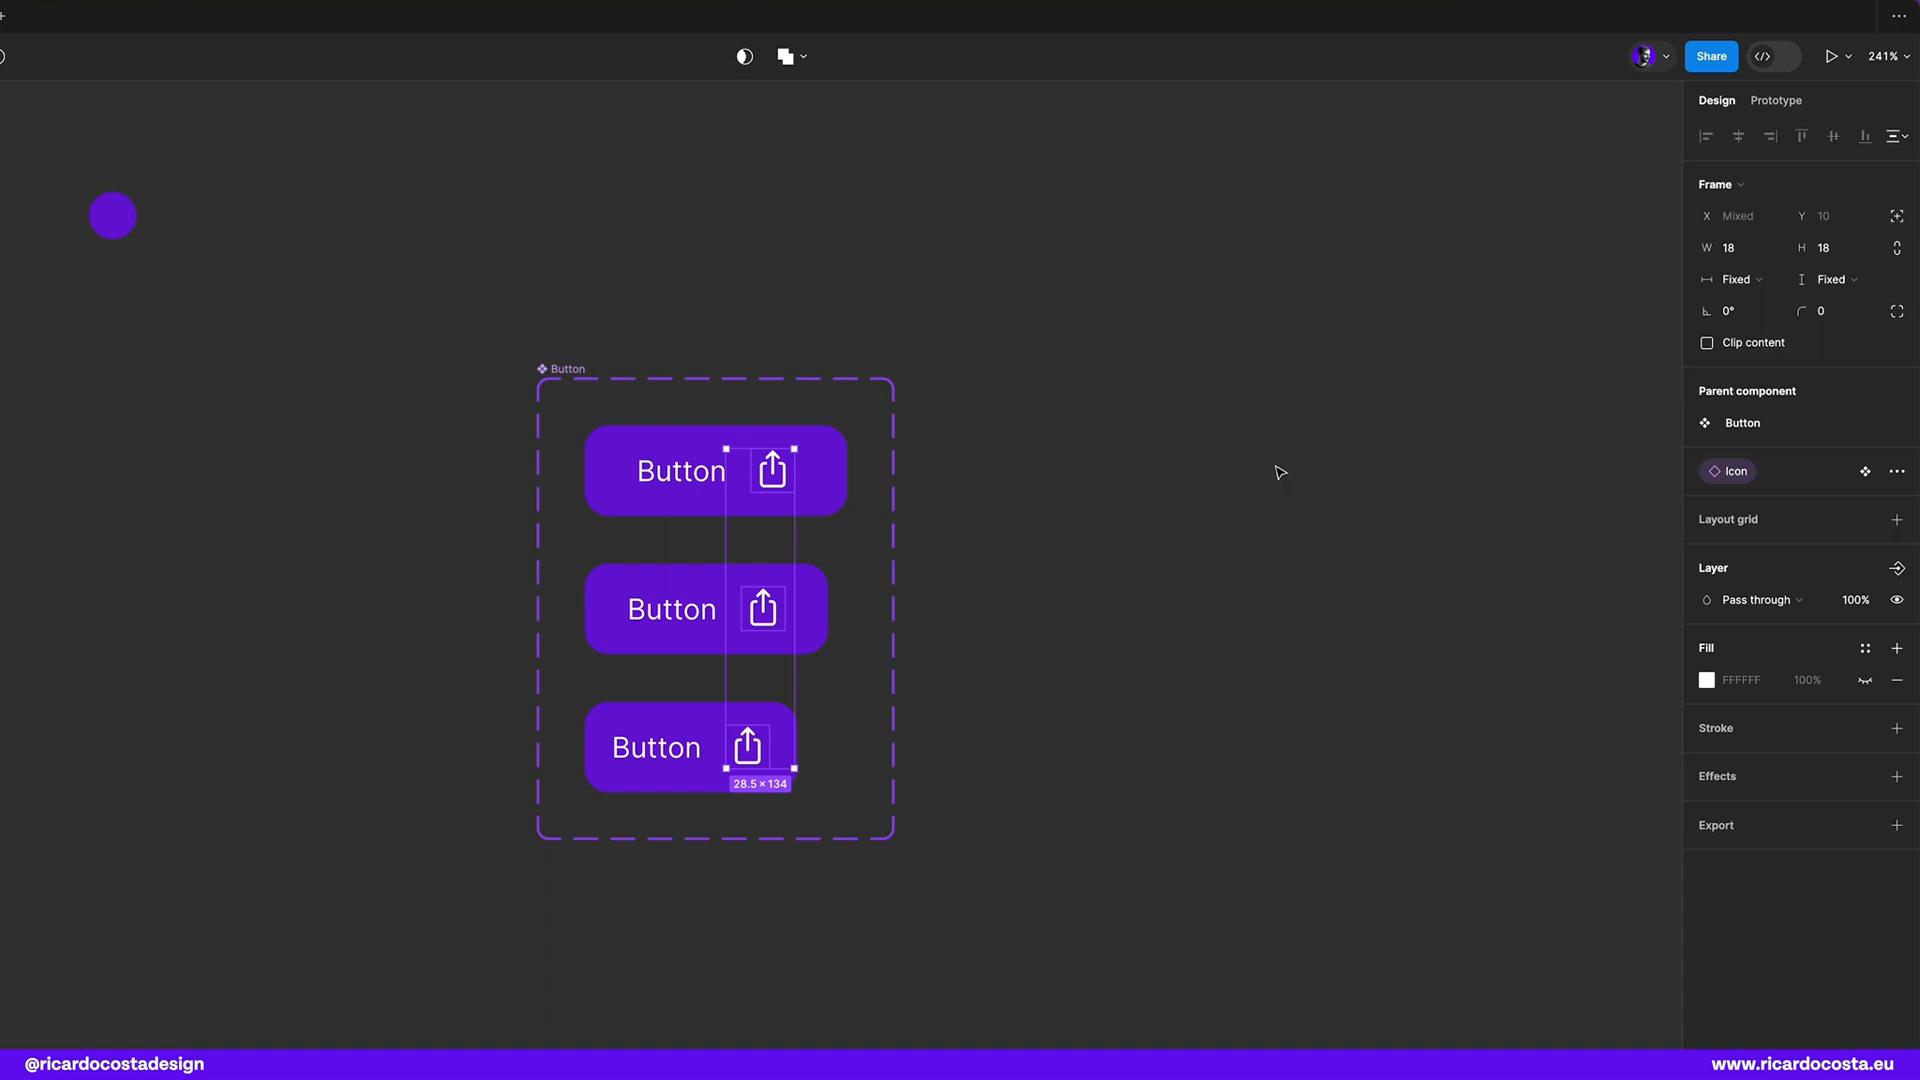 Share
241%
Design Prototype
Frame
X Mixed Y 10
W 18 H 18
Fixed Fixed
0° 0
Clip content
Parent component
Button
Icon
Layout grid
Layer
Pass through 100%
Fill
FFFFFF 100%
Stroke
Effects
Export
Button
Button
Button
Button
28.5 × 134
@ricardocostadesign
www.ricardocosta.eu